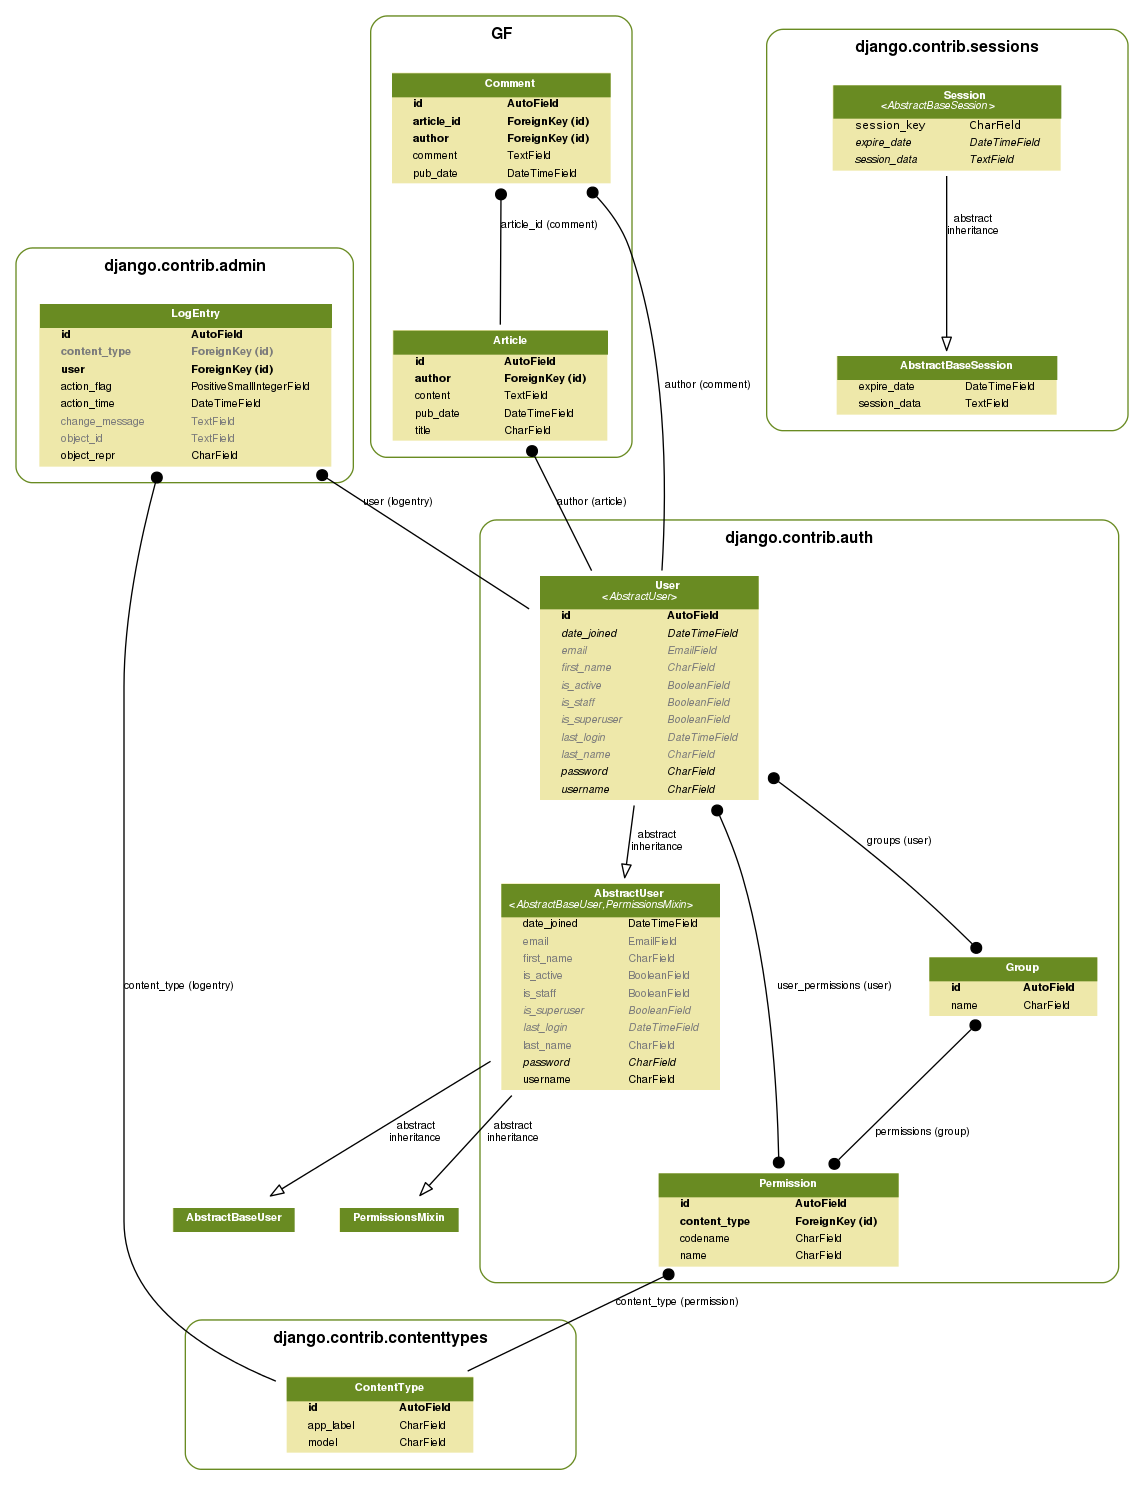 GF
Comment
id AutoField
article_id ForeignKey (id)
author ForeignKey (id)
comment TextField
pub_date DateTimeField
article_id (comment)
Article
id AutoField
author ForeignKey (id)
content TextField
pub_date DateTimeField
title CharField
author (comment)
author (article)
django.contrib.sessions
Session
<AbstractBaseSession>
session_key CharField
expire_date DateTimeField
session_data TextField
abstract
inheritance
AbstractBaseSession
expire_date DateTimeField
session_data TextField
django.contrib.admin
LogEntry
id AutoField
content_type ForeignKey (id)
user ForeignKey (id)
action_flag PositiveSmallIntegerField
action_time DateTimeField
change_message TextField
object_id TextField
object_repr CharField
user (logentry)
content_type (logentry)
django.contrib.auth
User
<AbstractUser>
id AutoField
date_joined DateTimeField
email EmailField
first_name CharField
is_active BooleanField
is_staff BooleanField
is_superuser BooleanField
last_login DateTimeField
last_name CharField
password CharField
username CharField
abstract
inheritance
groups (user)
user_permissions (user)
AbstractUser
<AbstractBaseUser,PermissionsMixin>
date_joined DateTimeField
email EmailField
first_name CharField
is_active BooleanField
is_staff BooleanField
is_superuser BooleanField
last_login DateTimeField
last_name CharField
password CharField
username CharField
Group
id AutoField
name CharField
permissions (group)
abstract
inheritance
abstract
inheritance
AbstractBaseUser
PermissionsMixin
Permission
id AutoField
content_type ForeignKey (id)
codename CharField
name CharField
content_type (permission)
django.contrib.contenttypes
ContentType
id AutoField
app_label CharField
model CharField